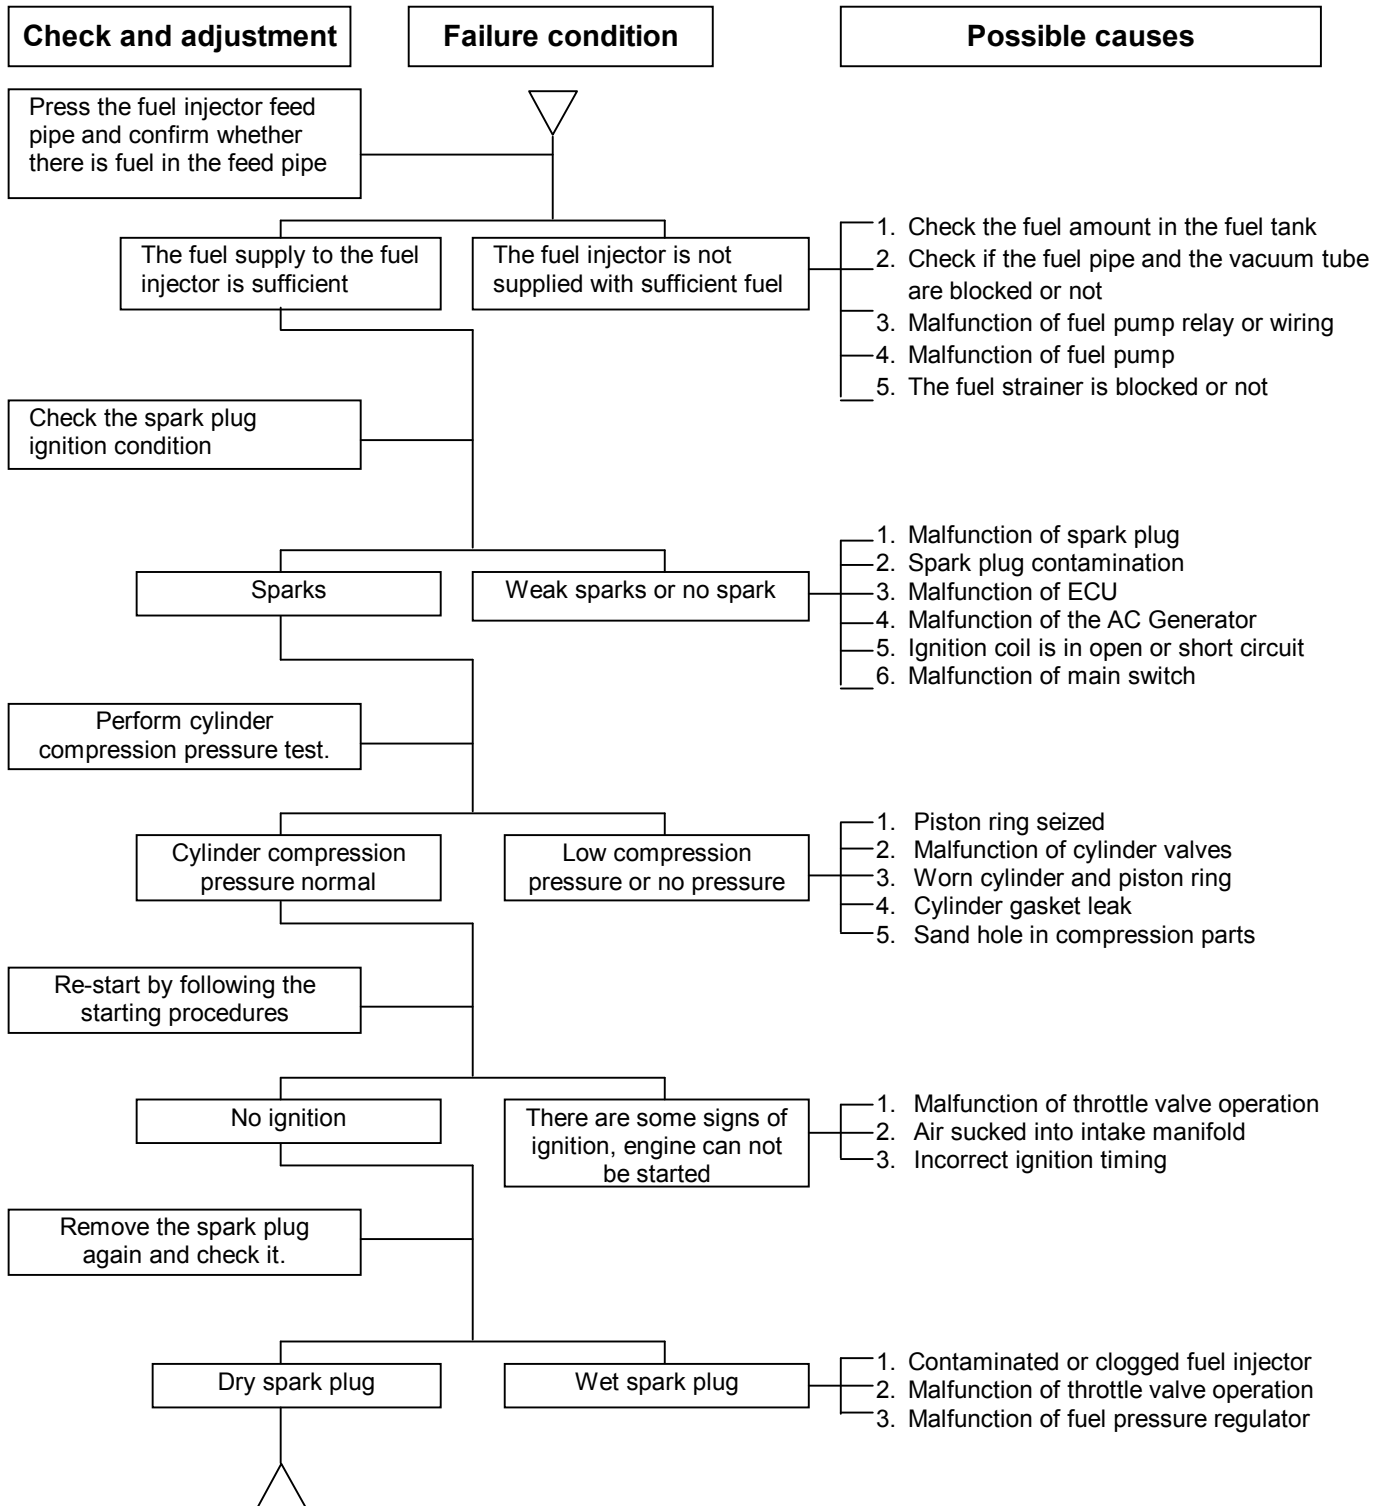 Check and adjustment
Failure condition
Possible causes
Press the fuel injector feed
pipe and confirm whether
there is fuel in the feed pipe
The fuel supply to the fuel
injector is sufficient
The fuel injector is not
supplied with sufficient fuel
1. Check the fuel amount in the fuel tank
2. Check if the fuel pipe and the vacuum tube
are blocked or not
3. Malfunction of fuel pump relay or wiring
4. Malfunction of fuel pump
5. The fuel strainer is blocked or not
Check the spark plug
ignition condition
Sparks
Weak sparks or no spark
1. Malfunction of spark plug
2. Spark plug contamination
3. Malfunction of ECU
4. Malfunction of the AC Generator
5. Ignition coil is in open or short circuit
6. Malfunction of main switch
Perform cylinder
compression pressure test.
Cylinder compression
pressure normal
Low compression
pressure or no pressure
1. Piston ring seized
2. Malfunction of cylinder valves
3. Worn cylinder and piston ring
4. Cylinder gasket leak
5. Sand hole in compression parts
Re-start by following the
starting procedures
No ignition
There are some signs of
ignition, engine can not
be started
1. Malfunction of throttle valve operation
2. Air sucked into intake manifold
3. Incorrect ignition timing
Remove the spark plug
again and check it.
Dry spark plug
Wet spark plug
1. Contaminated or clogged fuel injector
2. Malfunction of throttle valve operation
3. Malfunction of fuel pressure regulator